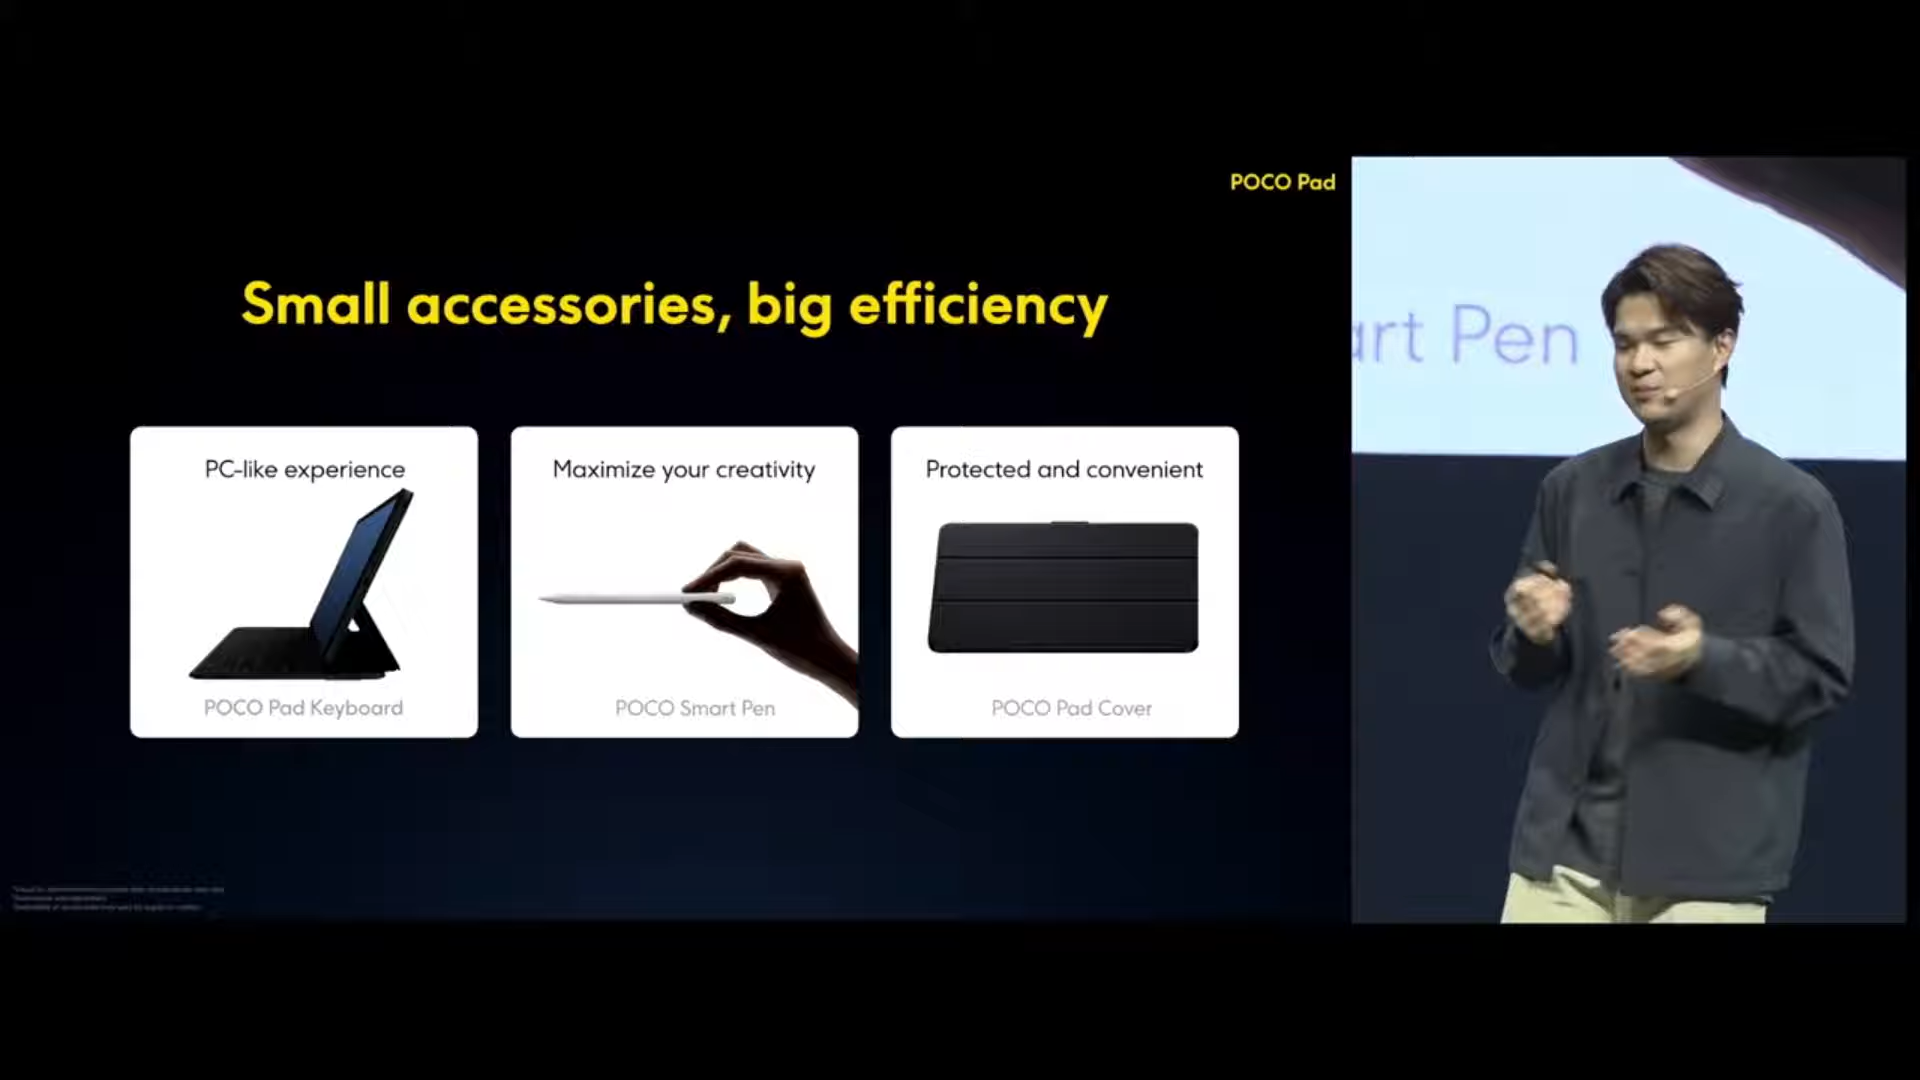 POCO Pad
Small accessories, big efficiency
PC-like experience
POCO Pad Keyboard
Maximize your creativity
POCO Smart Pen
Protected and convenient
POCO Pad Cover
art Pen